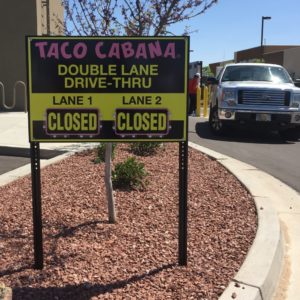 TACO CABANA®
DOUBLE LANE
DRIVE-THRU
LANE 1 LANE 2
CLOSED CLOSED